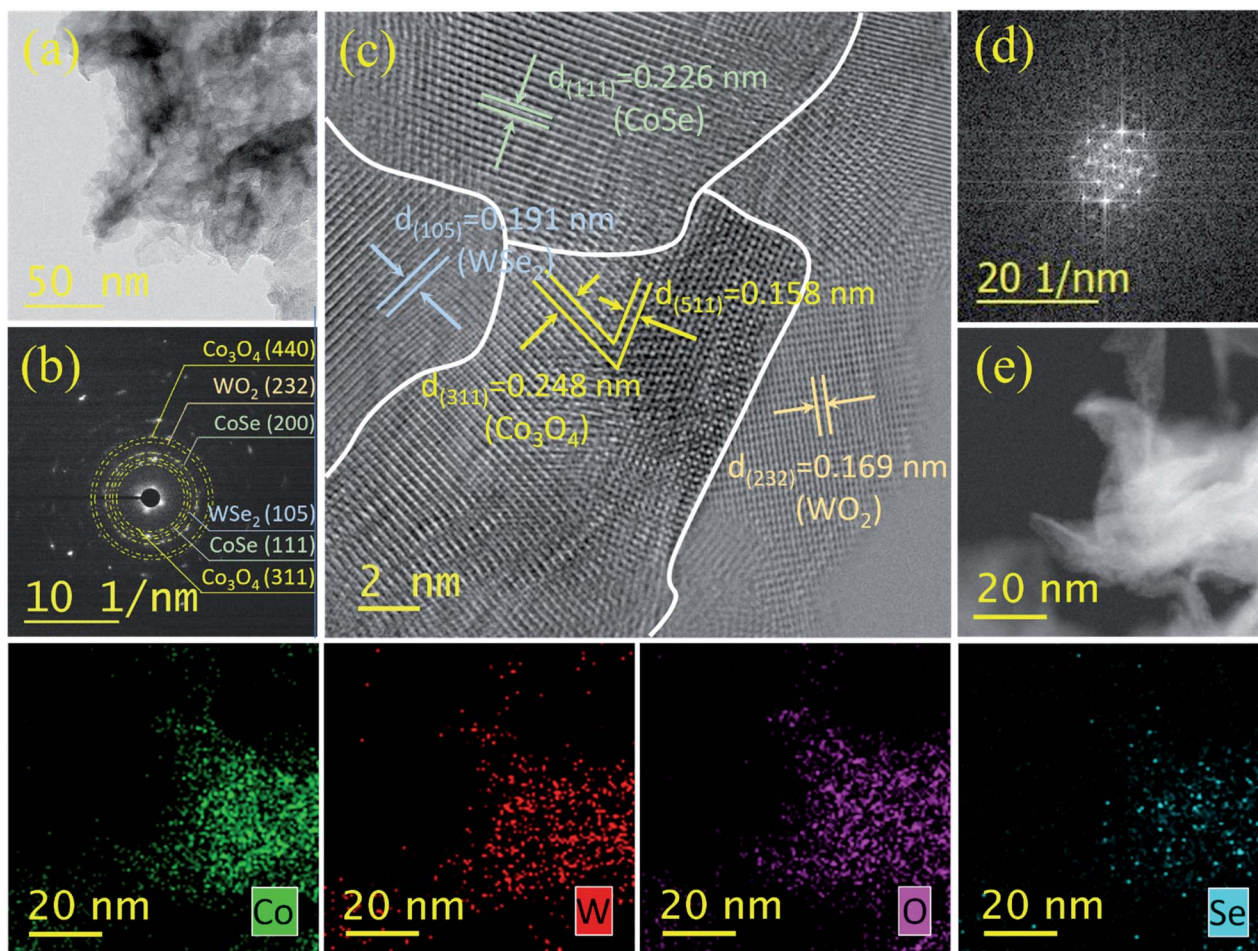 (a)
50 nm
(b)
Co₃O₄ (440)
WO₂ (232)
CoSe (200)
WSe₂ (105)
CoSe (111)
Co₃O₄ (311)
10 1/nm
(c)
d(111)=0.226 nm
(CoSe)
d(105)=0.191 nm
(WSe₂)
d(511)=0.158 nm
d(311)=0.248 nm
(Co₃O₄)
d(232)=0.169 nm
(WO₂)
2 nm
(d)
20 1/nm
(e)
20 nm
20 nm
Co
20 nm
W
20 nm
O
20 nm
Se